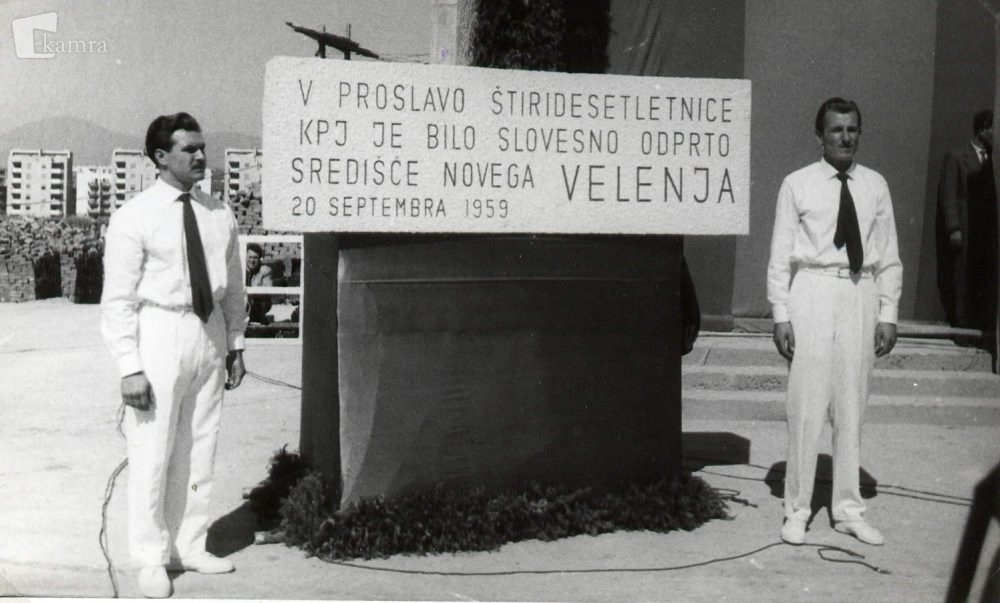 kamra
V PROSLAVO ŠTIRIDESETLETNICE
KPJ JE BILO SLOVESNO ODPRTO
SREDIŠČE NOVEGA VELENJA
20 SEPTEMBRA 1959